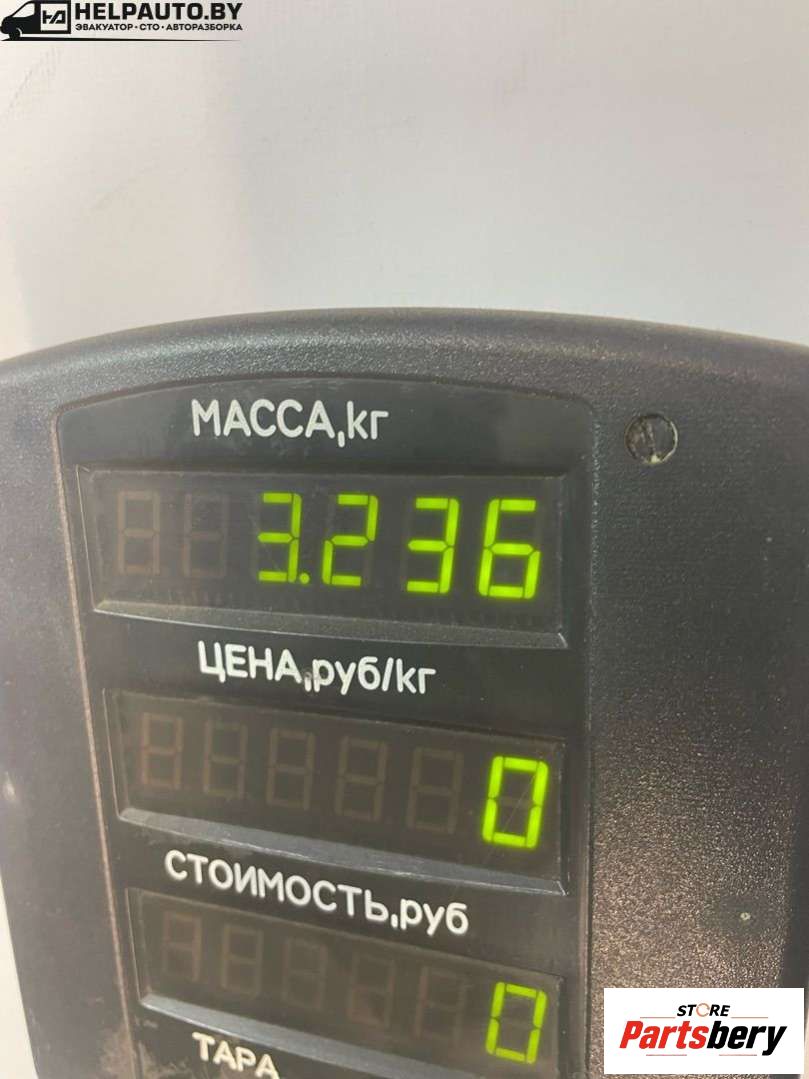 HELPAUTO.BY
ЭВАКУАТОР • СТО • АВТОРАЗБОРКА
МАССА,кг
3.236
ЦЕНА,руб/кг
0
СТОИМОСТЬ,руб
0
ТАРА
STORE
Partsbery